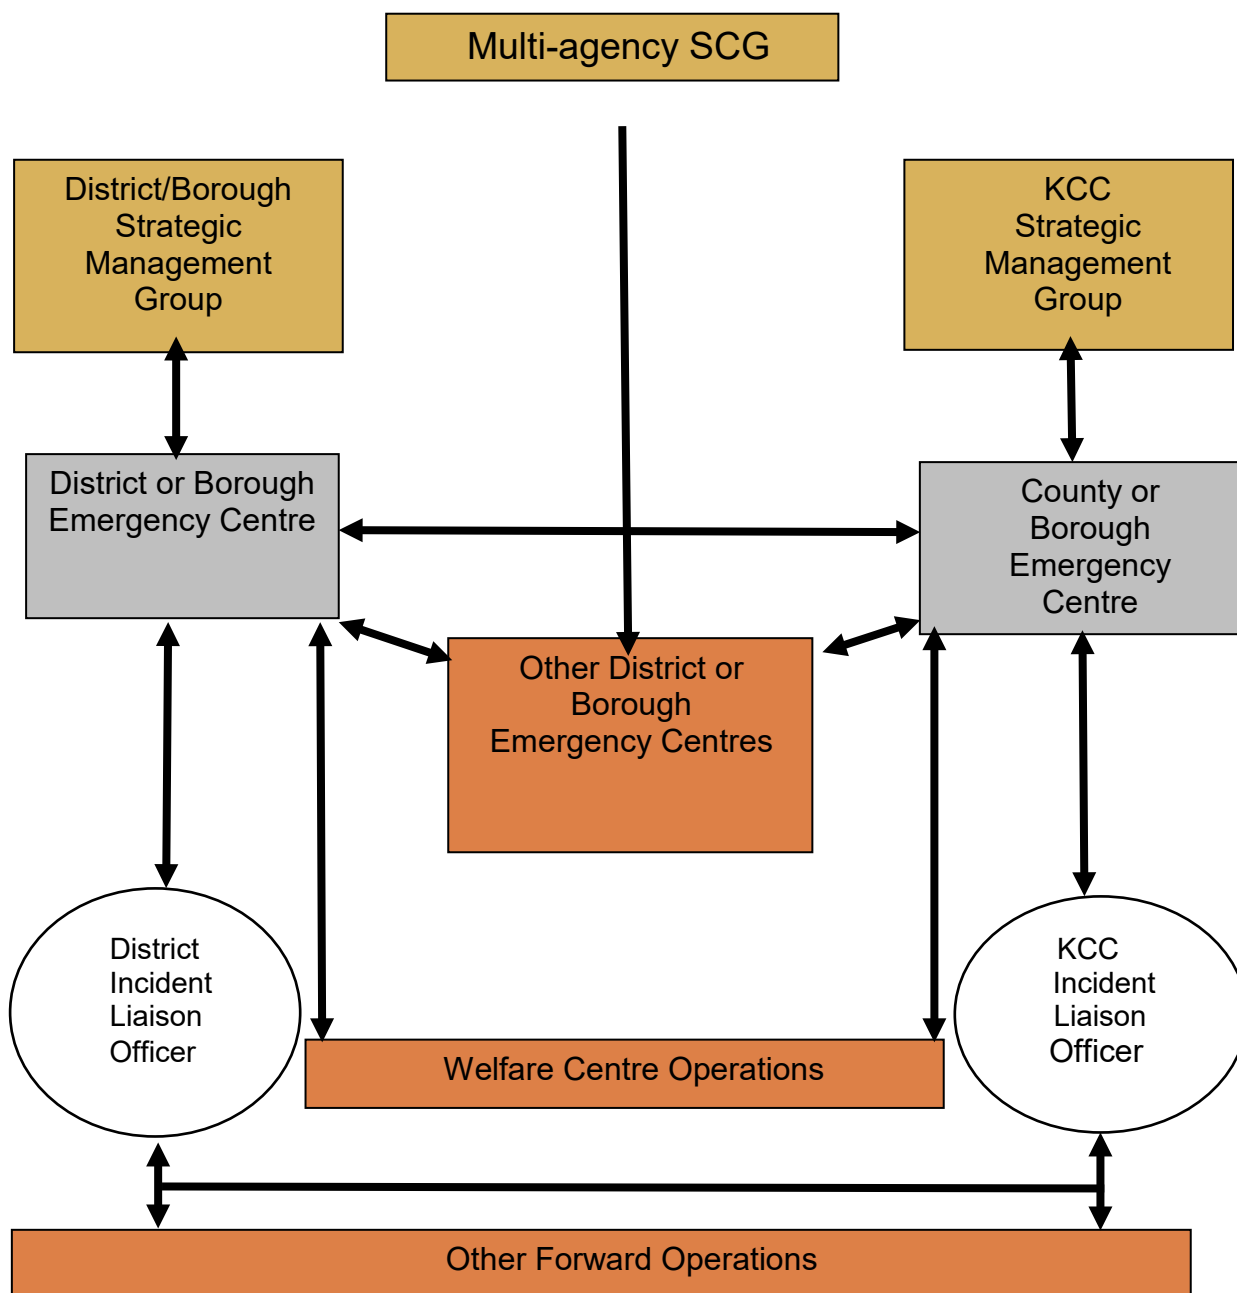 Multi-agency SCG
District/Borough
Strategic
Management
Group
KCC
Strategic
Management
Group
District or Borough
Emergency Centre
County or
Borough
Emergency
Centre
Other District or
Borough
Emergency Centres
District
Incident
Liaison
Officer
KCC
Incident
Liaison
Officer
Welfare Centre Operations
Other Forward Operations